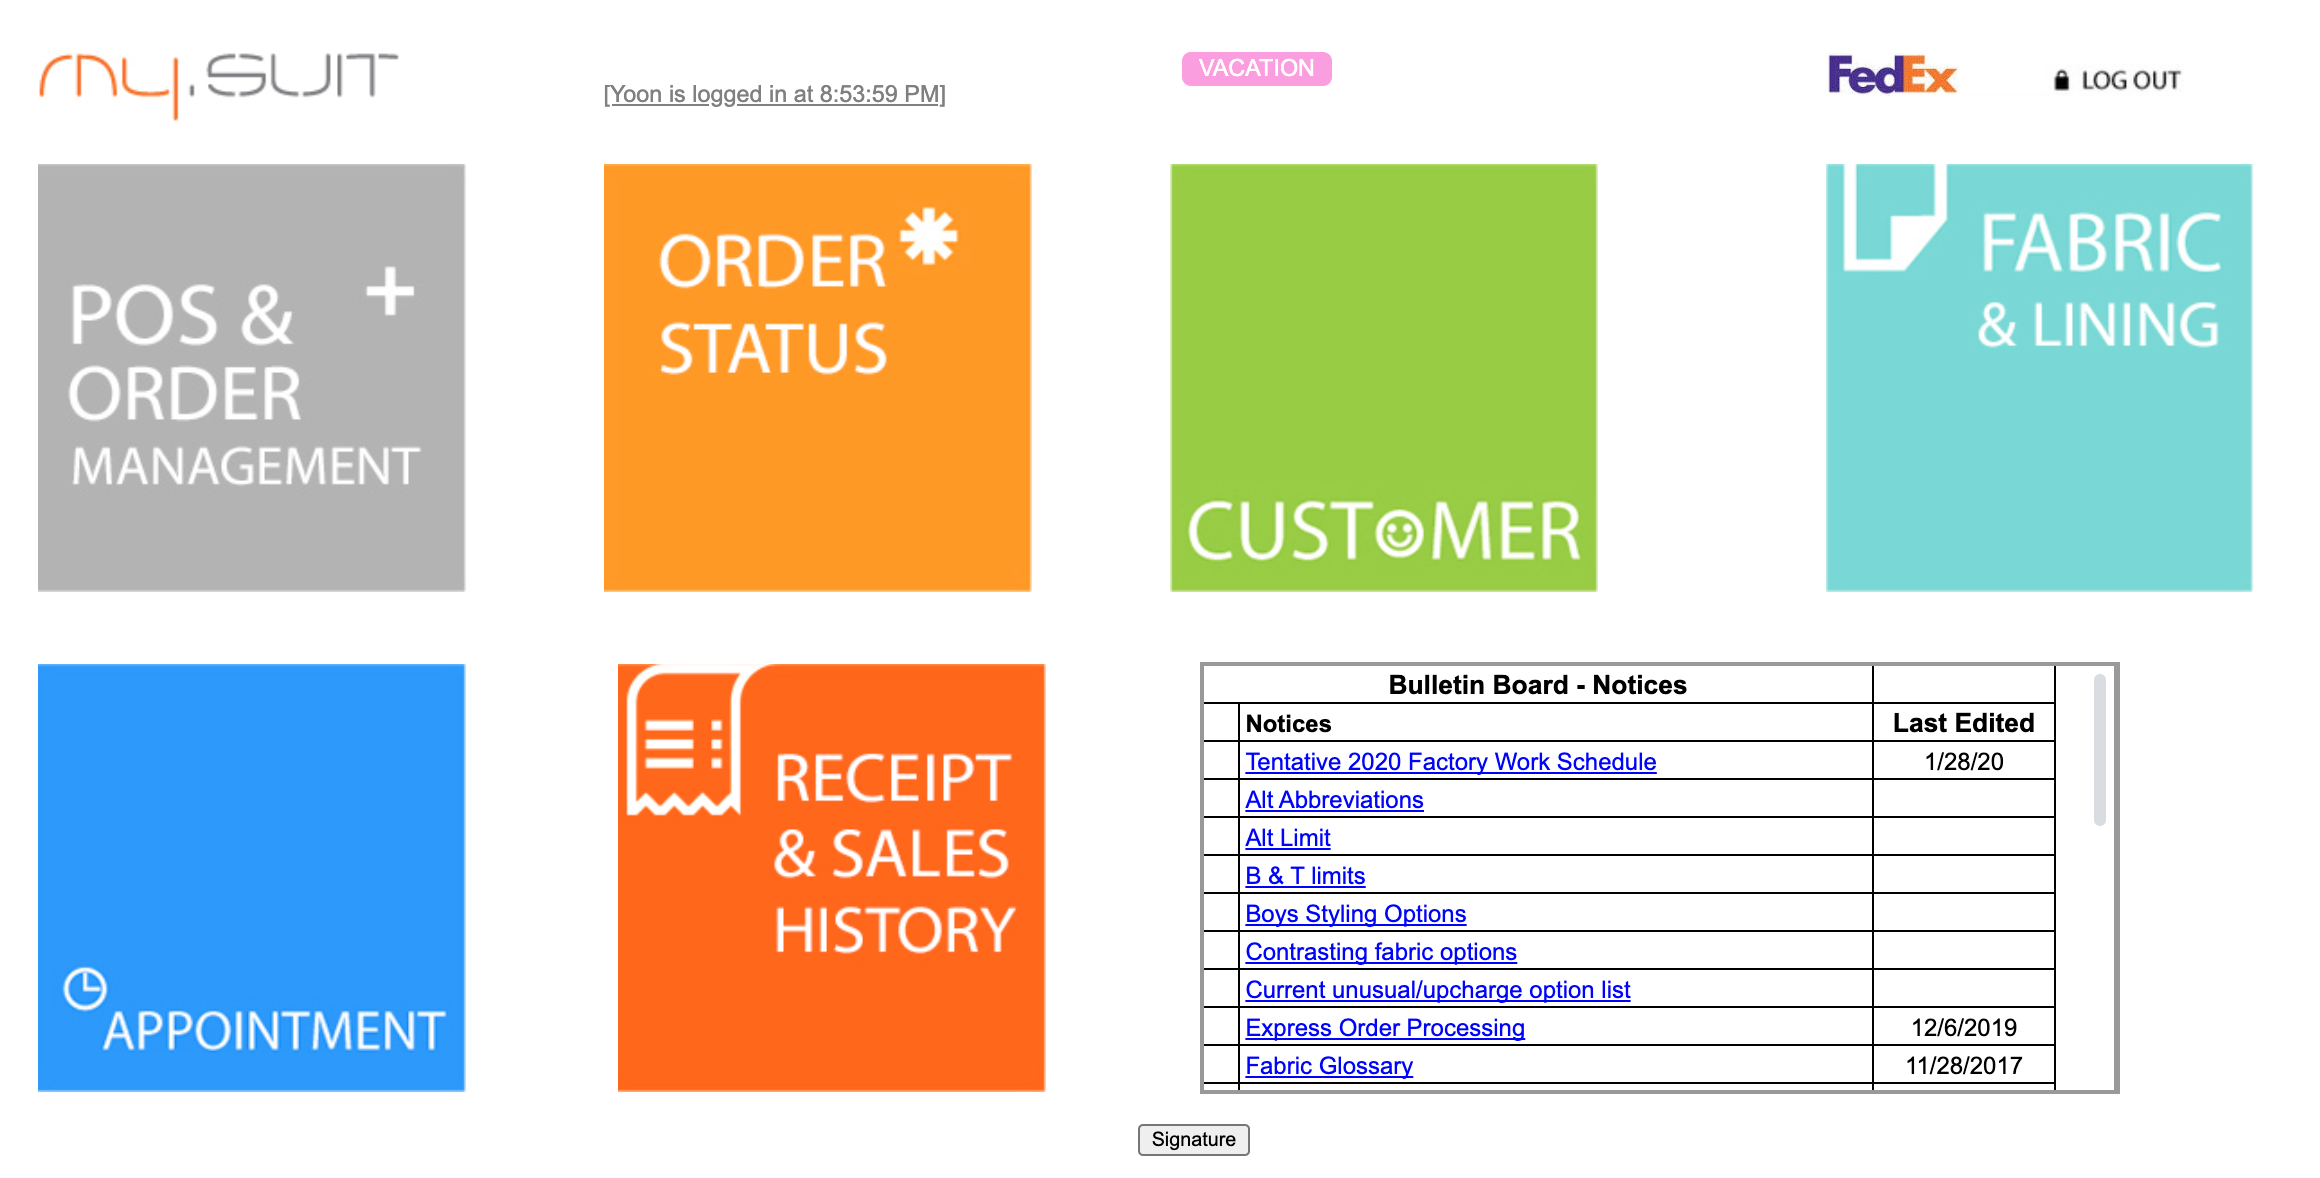 my.SUIT
[Yoon is logged in at 8:53:59 PM]
VACATION
FedEx
LOG OUT
POS &
ORDER
MANAGEMENT
ORDER
STATUS
CUSTOMER
FABRIC
& LINING
APPOINTMENT
RECEIPT
& SALES
HISTORY
Bulletin Board - Notices
Notices Last Edited
Tentative 2020 Factory Work Schedule 1/28/20
Alt Abbreviations
Alt Limit
B & T limits
Boys Styling Options
Contrasting fabric options
Current unusual/upcharge option list
Express Order Processing 12/6/2019
Fabric Glossary 11/28/2017
Signature